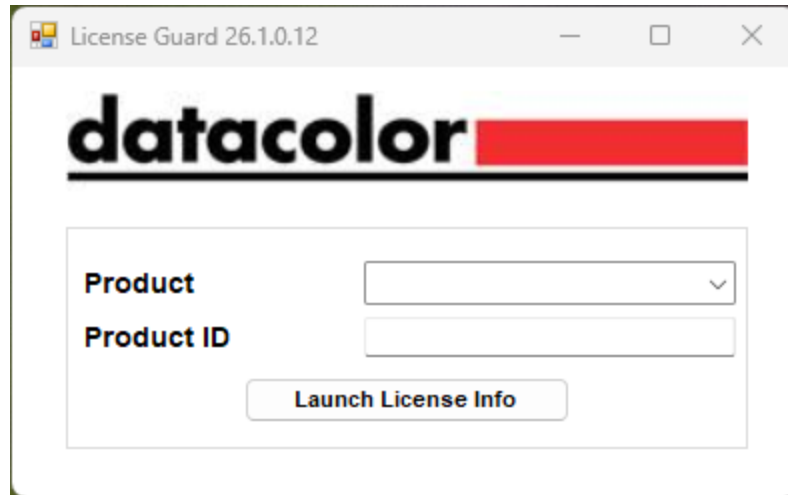 License Guard 26.1.0.12
datacolor
Product
Product ID
Launch License Info